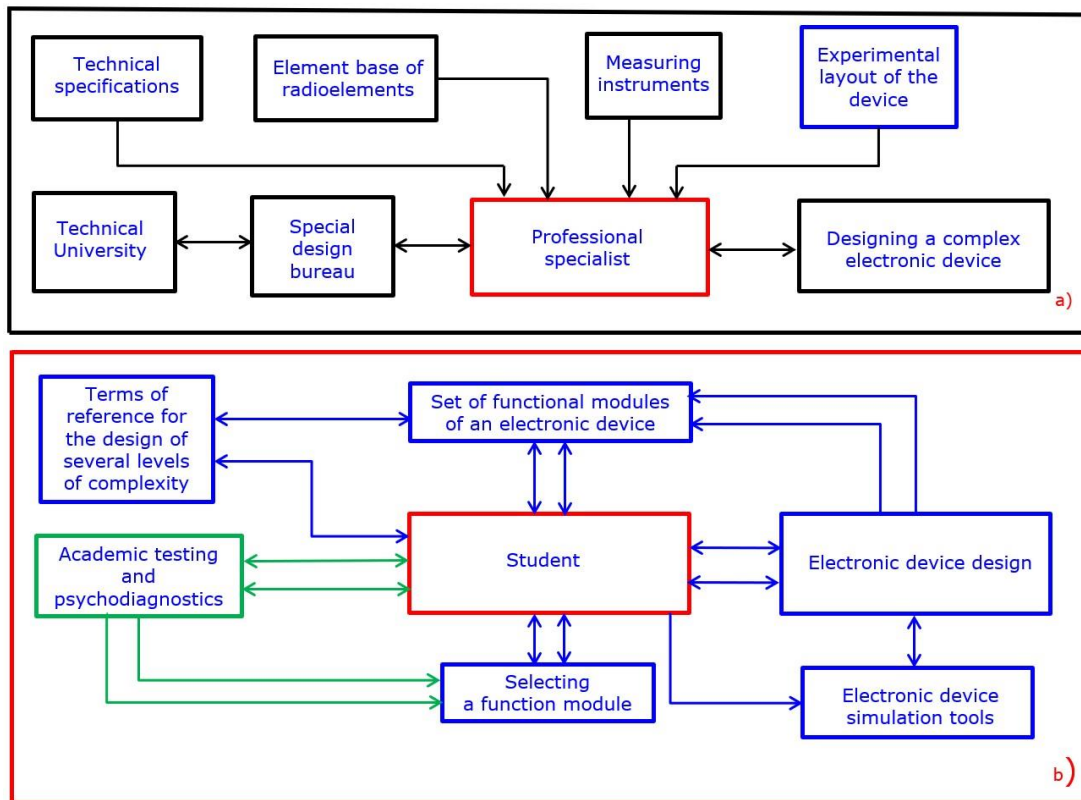 Technical
specifications
Element base of
radioelements
Measuring
instruments
Experimental
layout of the
device
Technical
University
Special
design
bureau
Professional
specialist
Designing a complex
electronic device
a)
Terms of
reference for
the design of
several levels
of complexity
Set of functional modules
of an electronic device
Academic testing
and
psychodiagnostics
Student
Electronic device design
Selecting
a function module
Electronic device
simulation tools
b)